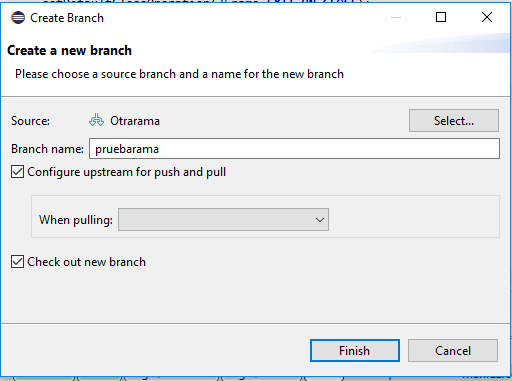 Create Branch
Create a new branch
Please choose a source branch and a name for the new branch
Source: Otrarama Select...
Branch name: pruebarama
Configure upstream for push and pull
When pulling:
Check out new branch
Finish Cancel